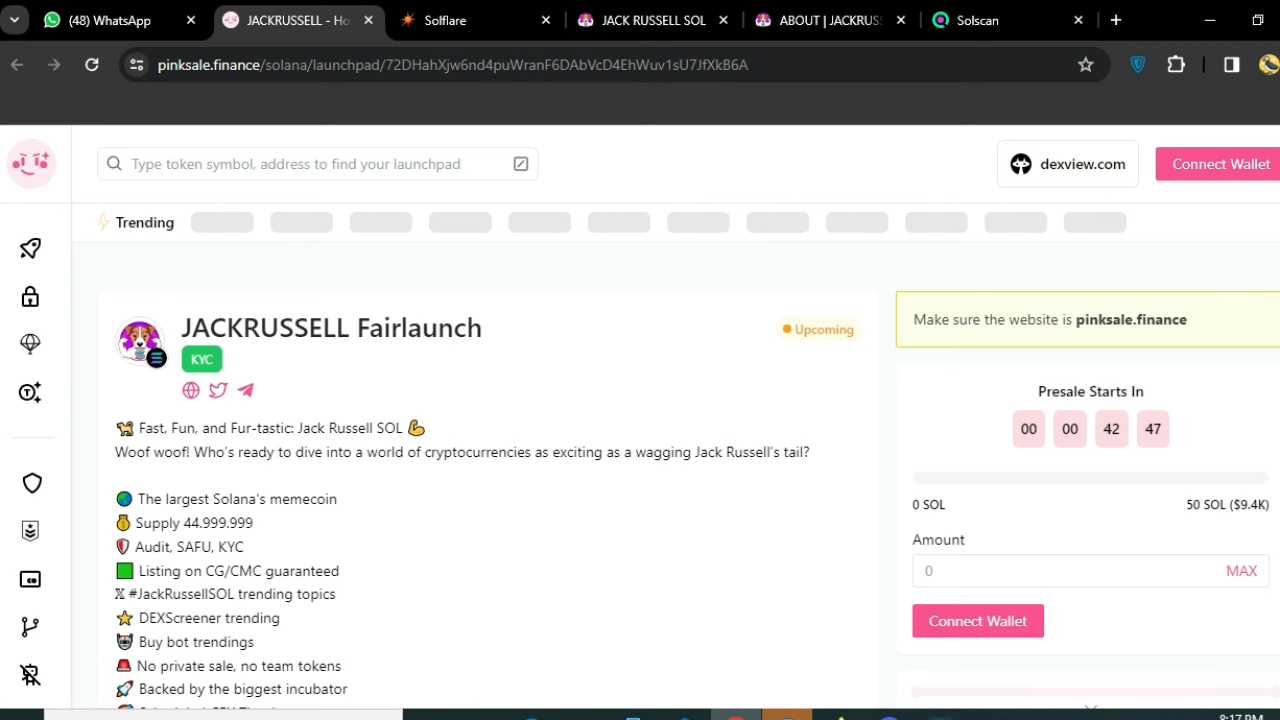 (48) WhatsApp
JACKRUSSELL - Ho
Solflare
JACK RUSSELL SOL
ABOUT | JACKRUSS
Solscan
pinksale.finance/solana/launchpad/72DHahXjw6nd4puWranF6DAbVcD4EhWuv1sU7JfXkB6A
Type token symbol, address to find your launchpad
dexview.com
Connect Wallet
Trending
JACKRUSSELL Fairlaunch
Upcoming
KYC
Make sure the website is pinksale.finance
🐕 Fast, Fun, and Fur-tastic: Jack Russell SOL 💪
Woof woof! Who's ready to dive into a world of cryptocurrencies as exciting as a wagging Jack Russell's tail?
The largest Solana's memecoin
Supply 44.999.999
Audit, SAFU, KYC
Listing on CG/CMC guaranteed
𝕏 #JackRussellSOL trending topics
DEXScreener trending
Buy bot trendings
No private sale, no team tokens
Backed by the biggest incubator
Presale Starts In
00 00 42 47
0 SOL 50 SOL ($9.4K)
Amount
0 MAX
Connect Wallet
8:17 PM